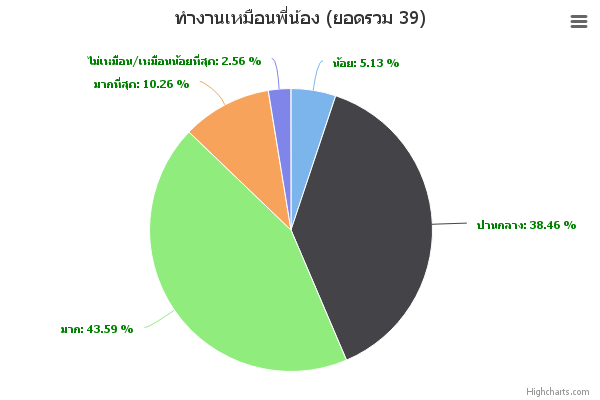 ทำงานเหมือนพี่น้อง (ยอดรวม 39)
ไม่เหมือน/เหมือนน้อยที่สุด: 2.56 %
น้อย: 5.13 %
มากที่สุด: 10.26 %
ปานกลาง: 38.46 %
มาก: 43.59 %
Highcharts.com